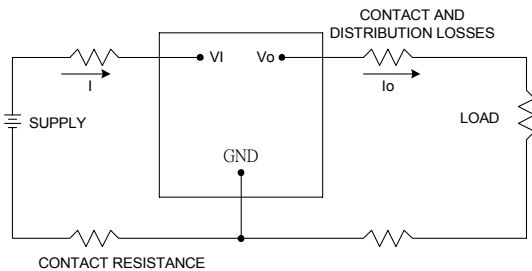 CONTACT AND
DISTRIBUTION LOSSES
VI
Vo
I
Io
SUPPLY
LOAD
GND
CONTACT RESISTANCE